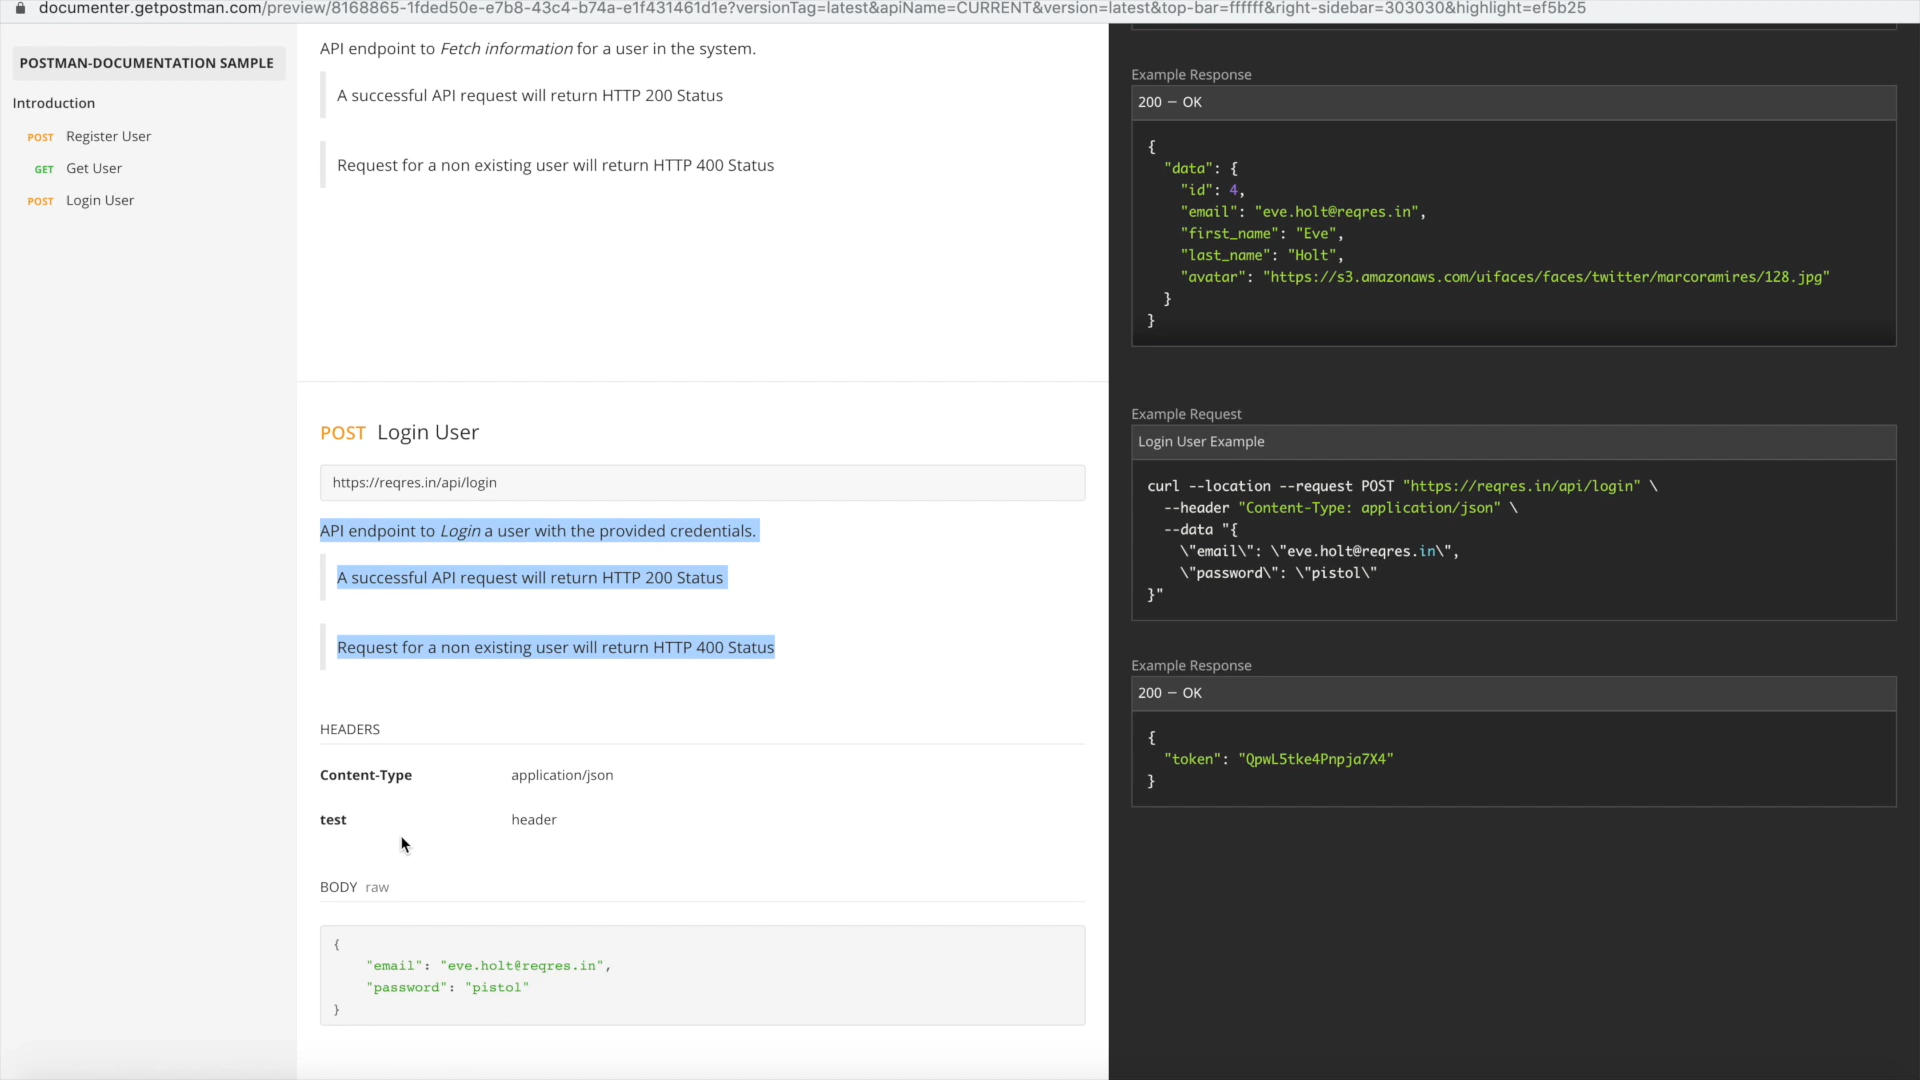 documenter.getpostman.com/preview/8168865-1fded50e-e7b8-43c4-b74a-e1f431461d1e?versionTag=latest&apiName=CURRENT&version=latest&top-bar=ffffff&right-sidebar=303030&highlight=ef5b25
POSTMAN-DOCUMENTATION SAMPLE
Introduction
POST Register User
GET Get User
POST Login User
API endpoint to Fetch information for a user in the system.
A successful API request will return HTTP 200 Status
Request for a non existing user will return HTTP 400 Status
POST Login User
https://reqres.in/api/login
API endpoint to Login a user with the provided credentials.
A successful API request will return HTTP 200 Status
Request for a non existing user will return HTTP 400 Status
HEADERS
Content-Type application/json
test header
BODY raw
{
"email": "eve.holt@reqres.in",
"password": "pistol"
}
Example Response
200 – OK
{
"data": {
"id": 4,
"email": "eve.holt@reqres.in",
"first_name": "Eve",
"last_name": "Holt",
"avatar": "https://s3.amazonaws.com/uifaces/faces/twitter/marcoramires/128.jpg"
}
}
Example Request
Login User Example
curl --location --request POST "https://reqres.in/api/login" \
--header "Content-Type: application/json" \
--data "{
\"email\": \"eve.holt@reqres.in\",
\"password\": \"pistol\"
}"
Example Response
200 – OK
{
"token": "QpwL5tke4Pnpja7X4"
}